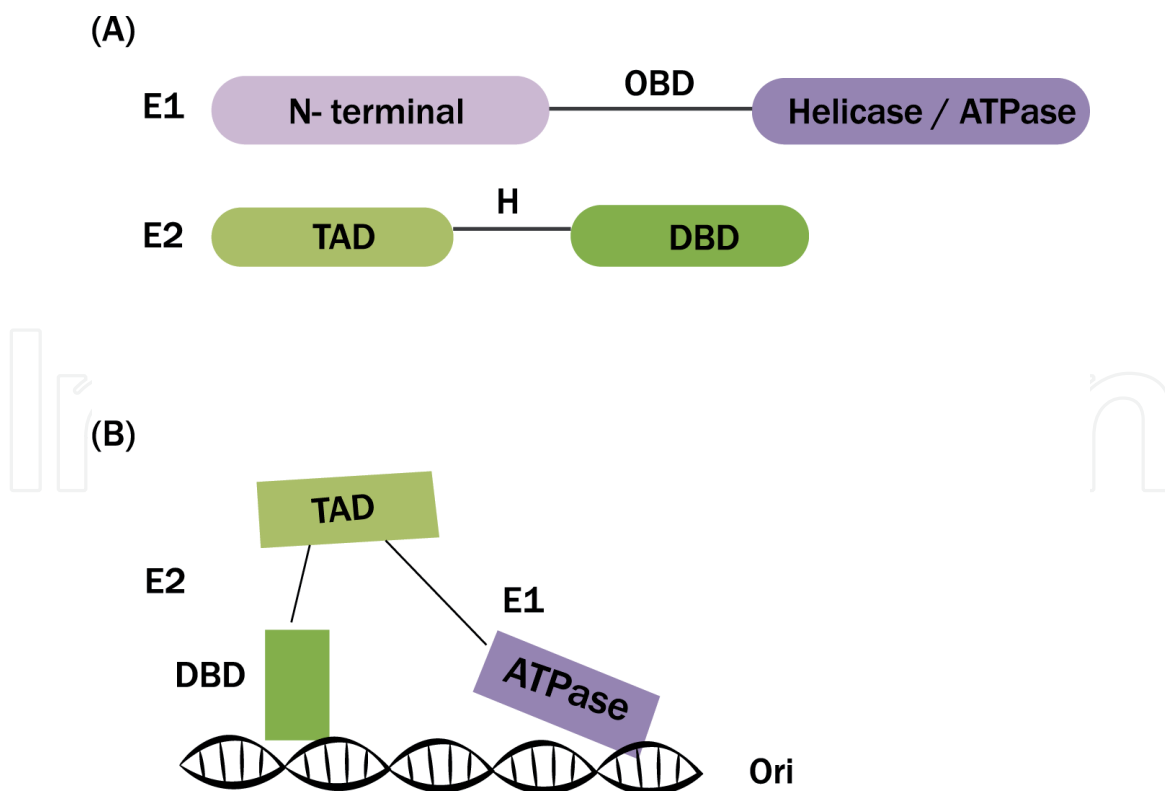 (A)
E1 N- terminal OBD Helicase / ATPase
E2 TAD H DBD
(B)
TAD
E2
E1
DBD
ATPase
Ori